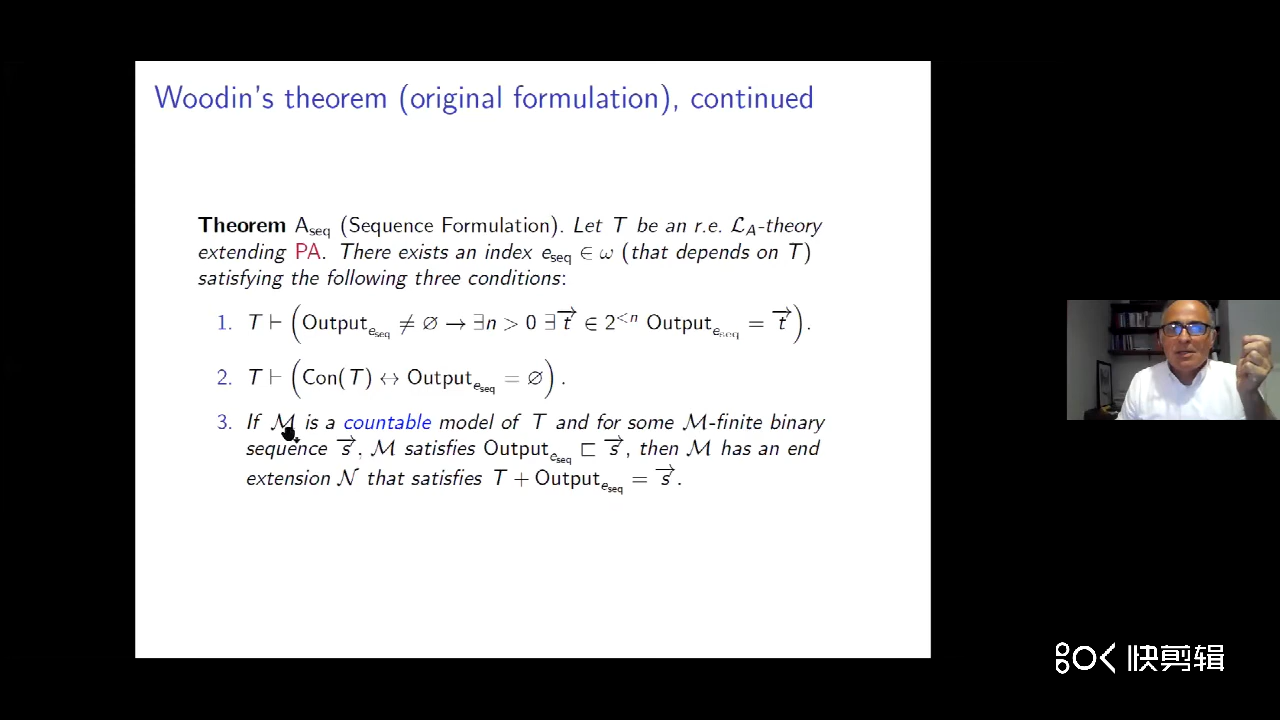 Woodin's theorem (original formulation), continued
Theorem A_seq (Sequence Formulation). Let T be an r.e. ℒ_A-theory
extending PA. There exists an index e_seq ∈ ω (that depends on T)
satisfying the following three conditions:
1. T ⊢ (Output_{e_seq} ≠ ∅ → ∃n > 0 ∃t⃗ ∈ 2^{<n} Output_{e_seq} = t⃗).
2. T ⊢ (Con(T) ↔ Output_{e_seq} = ∅).
3. If ℳ is a countable model of T and for some ℳ-finite binary
sequence s⃗, ℳ satisfies Output_{e_seq} ⊏ s⃗, then ℳ has an end
extension 𝒩 that satisfies T + Output_{e_seq} = s⃗.
快剪辑